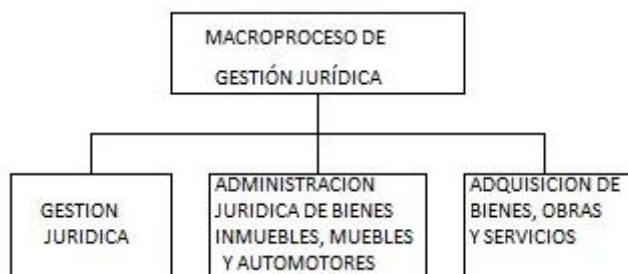 MACROPROCESO DE
GESTIÓN JURÍDICA
GESTION
JURIDICA
ADMINISTRACION
JURIDICA DE BIENES
INMUEBLES, MUEBLES
Y AUTOMOTORES
ADQUISICION DE
BIENES, OBRAS
Y SERVICIOS